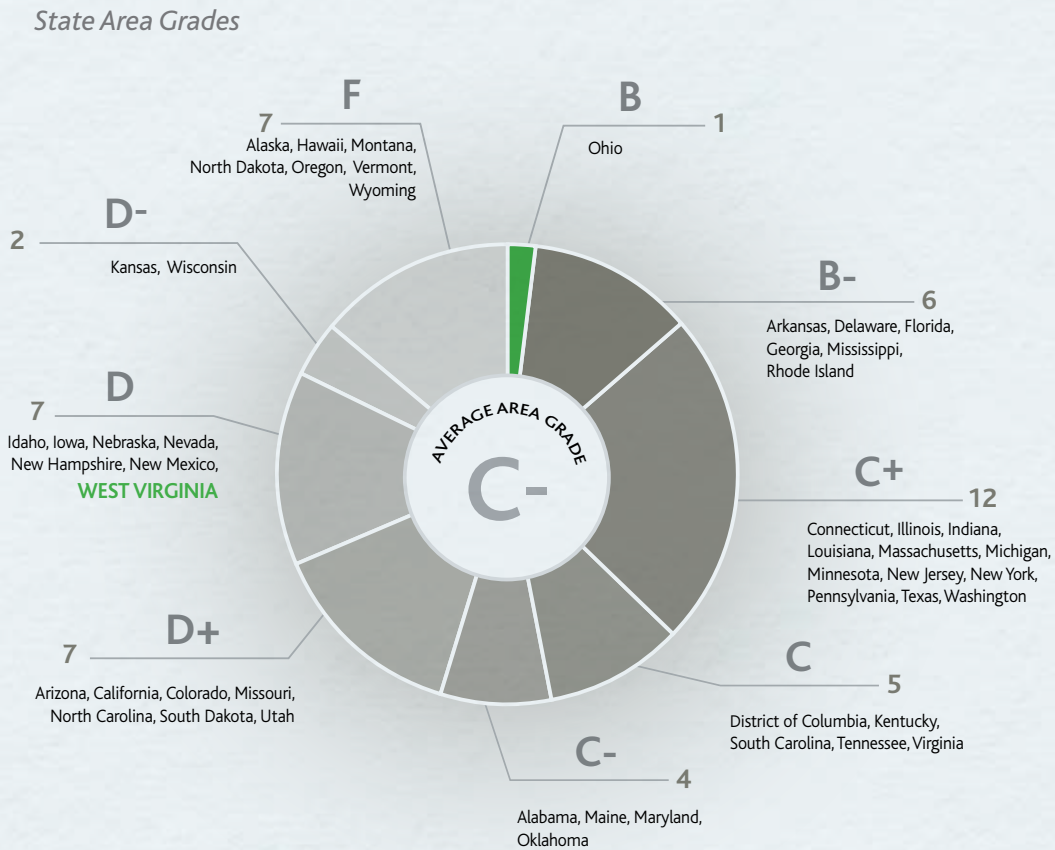 State Area Grades
F
7
Alaska, Hawaii, Montana,
North Dakota, Oregon, Vermont,
Wyoming
B
1
Ohio
D-
2
Kansas, Wisconsin
B-
6
Arkansas, Delaware, Florida,
Georgia, Mississippi,
Rhode Island
D
7
Idaho, Iowa, Nebraska, Nevada,
New Hampshire, New Mexico,
WEST VIRGINIA
AVERAGE AREA GRADE
C-
C+
12
Connecticut, Illinois, Indiana,
Louisiana, Massachusetts, Michigan,
Minnesota, New Jersey, New York,
Pennsylvania, Texas, Washington
D+
7
Arizona, California, Colorado, Missouri,
North Carolina, South Dakota, Utah
C
5
District of Columbia, Kentucky,
South Carolina, Tennessee, Virginia
C-
4
Alabama, Maine, Maryland,
Oklahoma